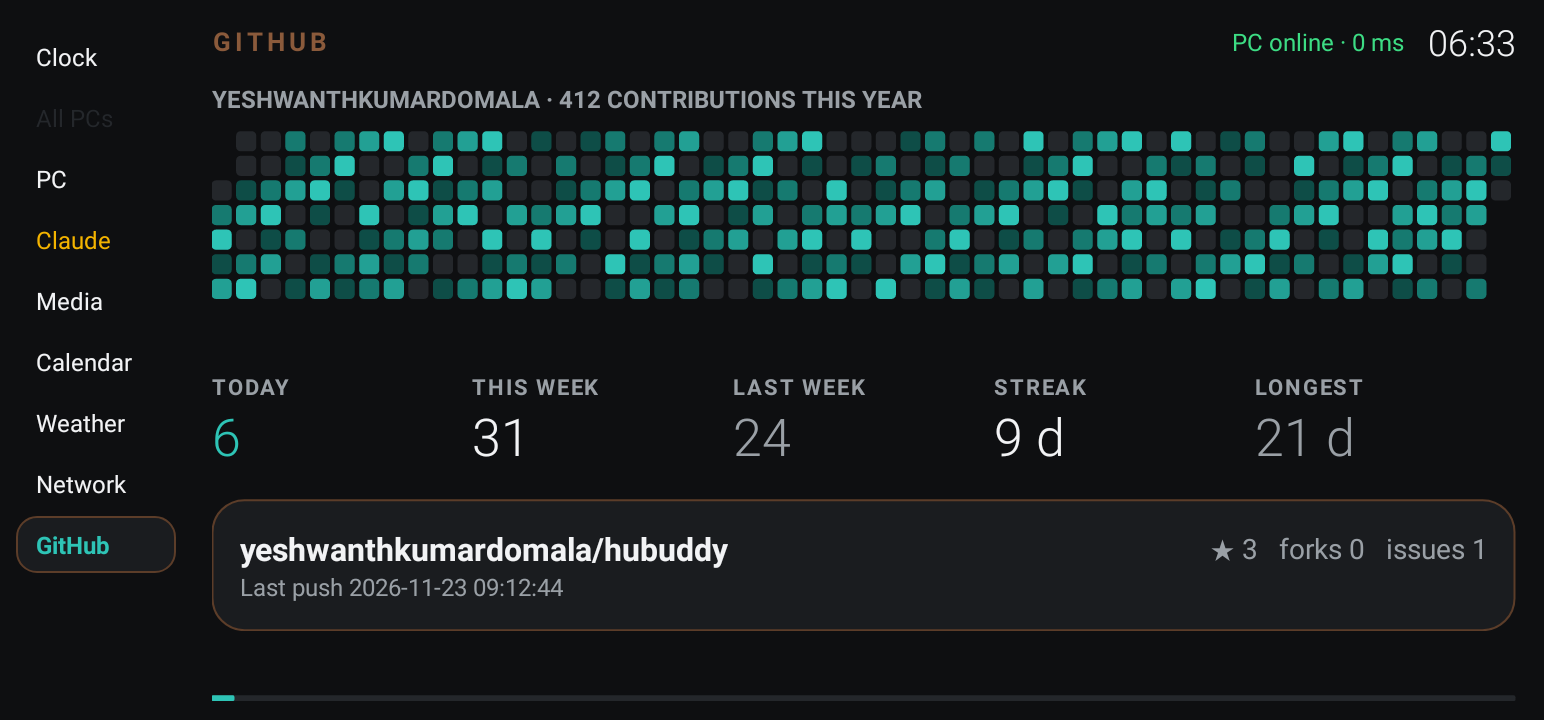 Clock
All PCs
PC
Claude
Media
Calendar
Weather
Network
GitHub
GITHUB
PC online · 0 ms 06:33
YESHWANTHKUMARDOMALA · 412 CONTRIBUTIONS THIS YEAR
TODAY THIS WEEK LAST WEEK STREAK LONGEST
6 31 24 9 d 21 d
yeshwanthkumardomala/hubuddy ★ 3 forks 0 issues 1
Last push 2026-11-23 09:12:44